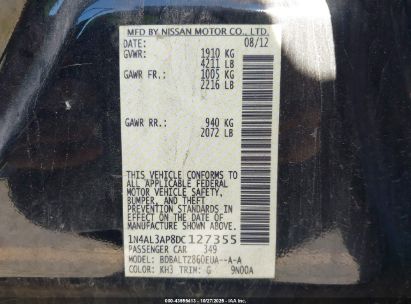 MFD BY NISSAN MOTOR CO., LTD.
DATE: 08/12
GVWR: 1910 KG
4211 LB
GAWR FR: 1005 KG
2216 LB
GAWR RR: 940 KG
2072 LB
THIS VEHICLE CONFORMS TO
ALL APPLICABLE FEDERAL
MOTOR VEHICLE SAFETY,
BUMPER, AND THEFT
PREVENTION STANDARDS
IN EFFECT ON THE DATE OF
MANUFACTURE SHOWN ABOVE.
1N4AL3AP8DC127355
PASSENGER CAR 349
MODEL: BDBALTZ860EUA--A-A
COLOR: KH3 TRIM: G 9N00A